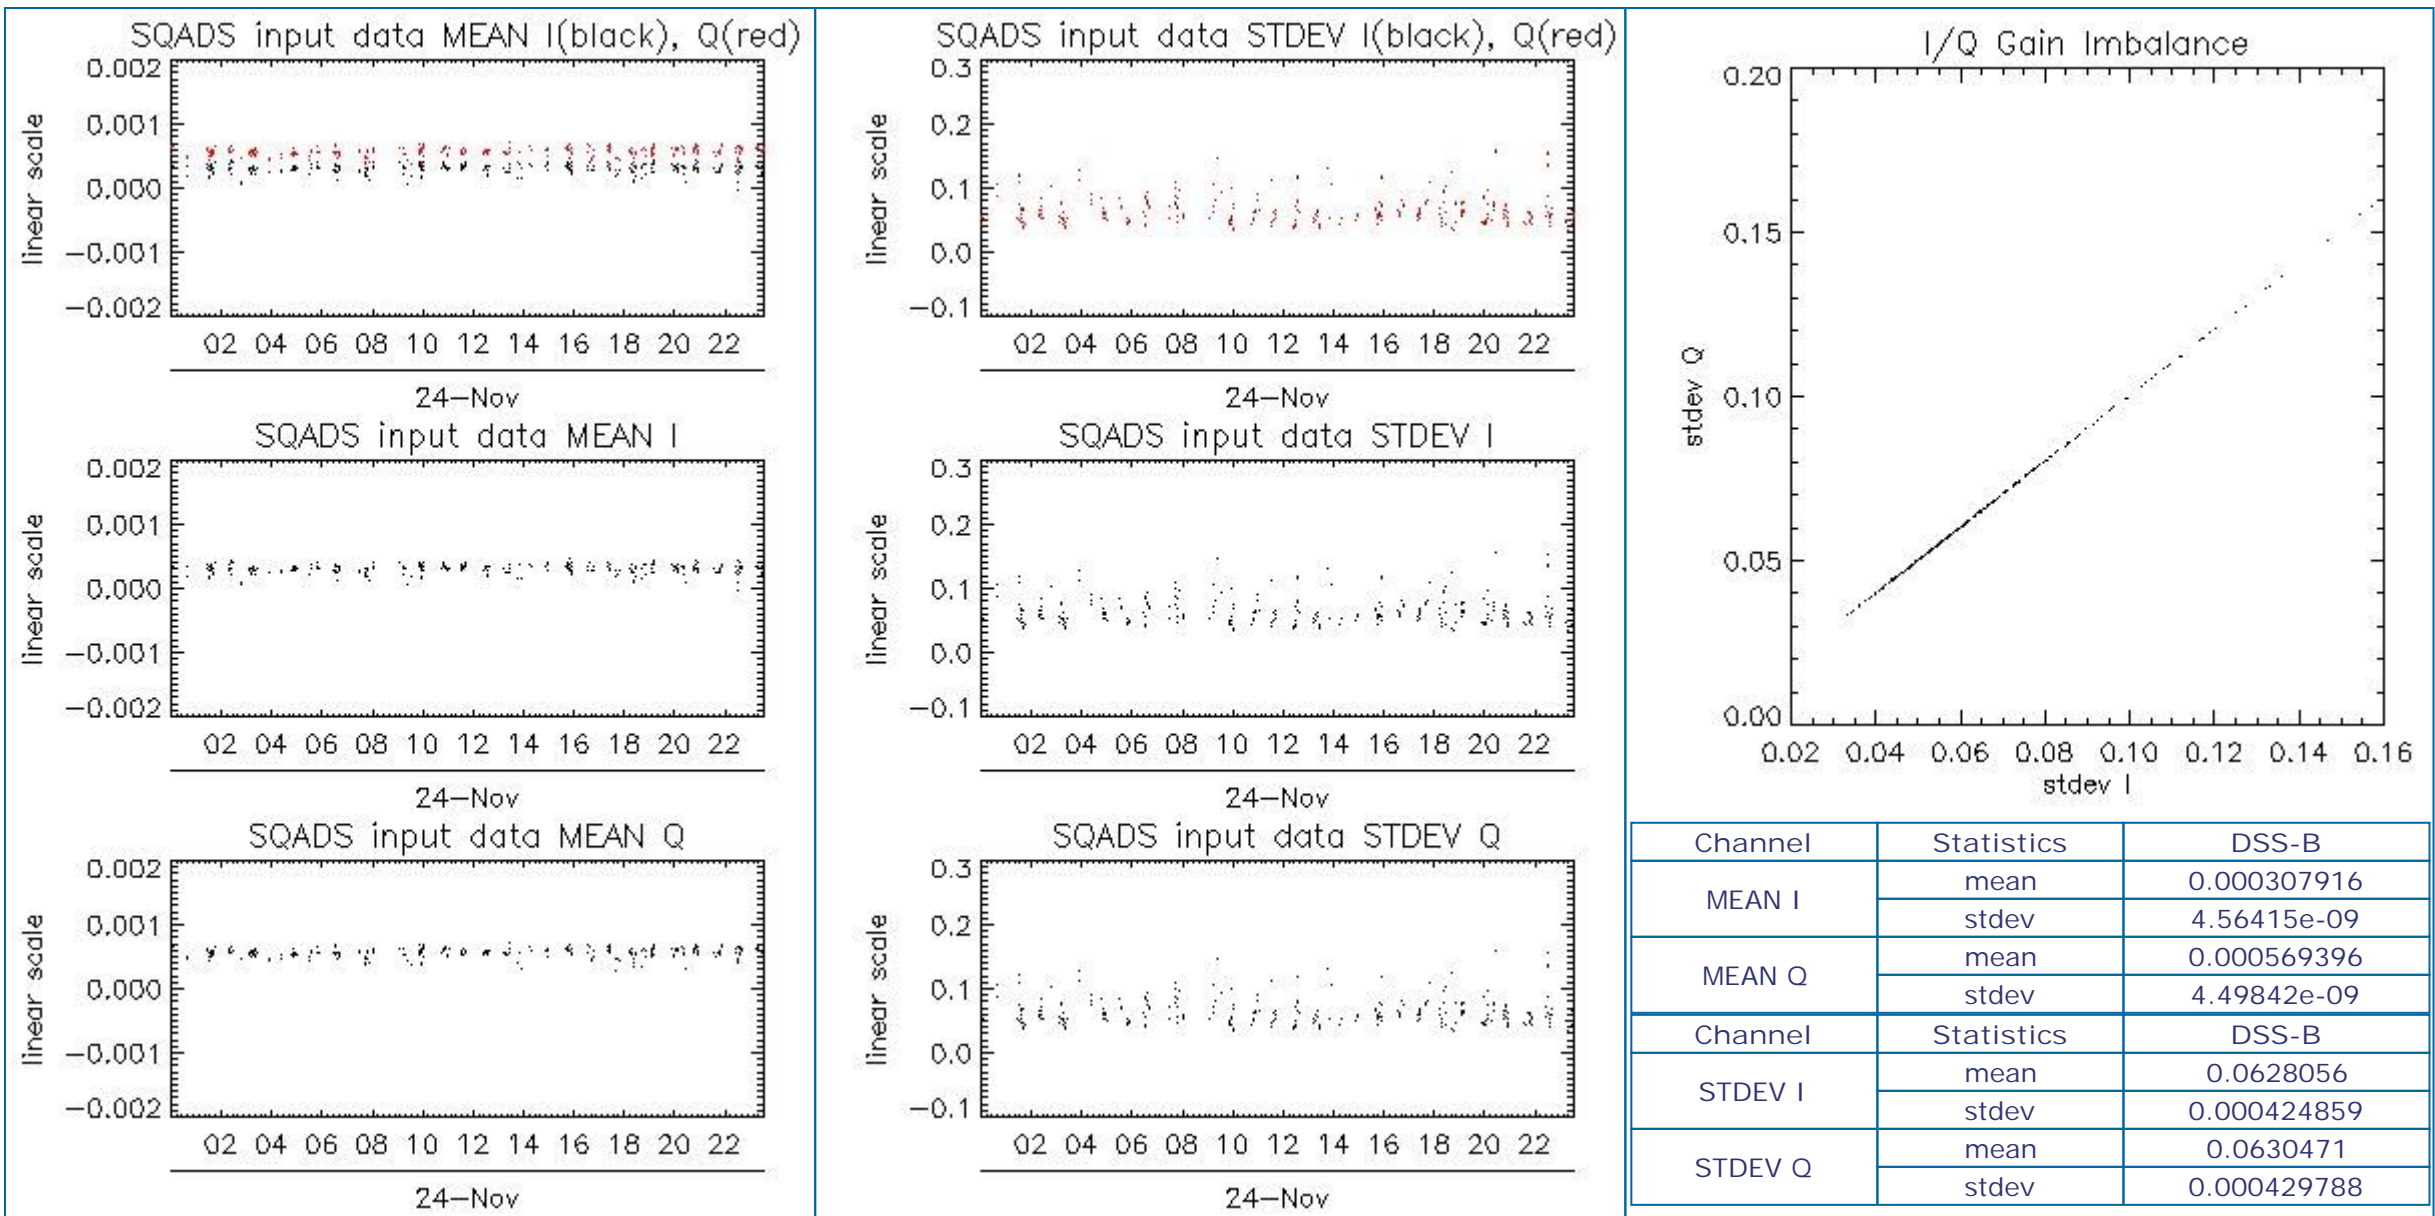 SQADS input data MEAN I(black), Q(red)
0.002
0.001
0.000
−0.001
−0.002
linear scale
02 04 06 08 10 12 14 16 18 20 22
24−Nov
SQADS input data MEAN I
0.002
0.001
0.000
−0.001
−0.002
linear scale
02 04 06 08 10 12 14 16 18 20 22
24−Nov
SQADS input data MEAN Q
0.002
0.001
0.000
−0.001
−0.002
linear scale
02 04 06 08 10 12 14 16 18 20 22
24−Nov
SQADS input data STDEV I(black), Q(red)
0.3
0.2
0.1
0.0
−0.1
linear scale
02 04 06 08 10 12 14 16 18 20 22
24−Nov
SQADS input data STDEV I
0.3
0.2
0.1
0.0
−0.1
linear scale
02 04 06 08 10 12 14 16 18 20 22
24−Nov
SQADS input data STDEV Q
0.3
0.2
0.1
0.0
−0.1
linear scale
02 04 06 08 10 12 14 16 18 20 22
24−Nov
I/Q Gain Imbalance
0.20
0.15
0.10
0.05
0.00
stdev Q
0.02 0.04 0.06 0.08 0.10 0.12 0.14 0.16
stdev I
Channel Statistics DSS-B
MEAN I mean 0.000307916
stdev 4.56415e-09
MEAN Q mean 0.000569396
stdev 4.49842e-09
Channel Statistics DSS-B
STDEV I mean 0.0628056
stdev 0.000424859
STDEV Q mean 0.0630471
stdev 0.000429788